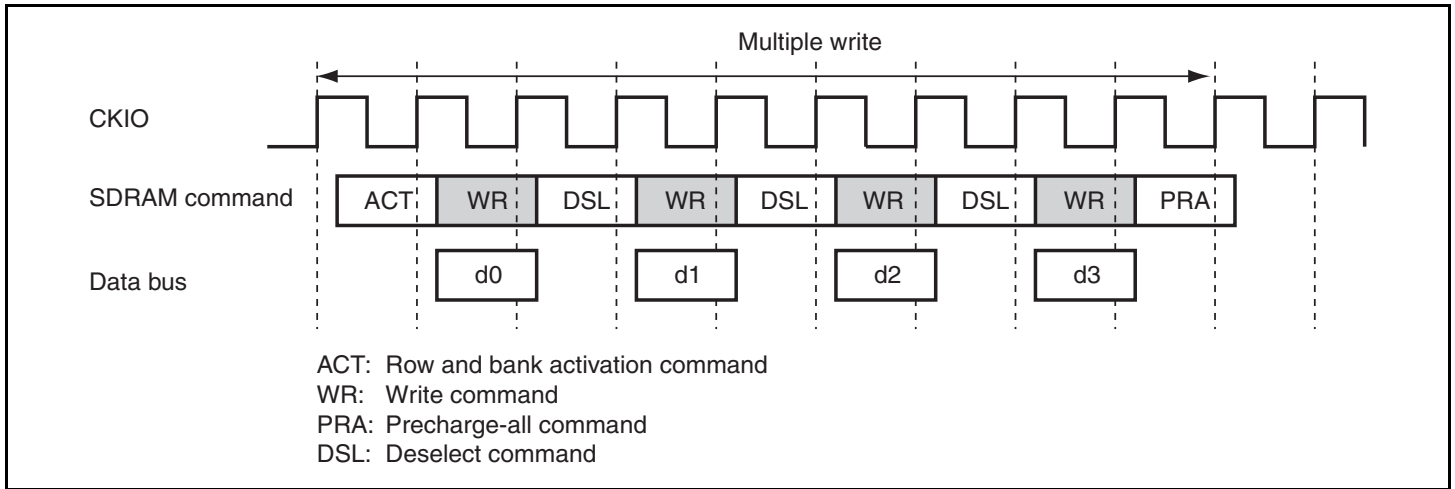 Multiple write
CKIO
SDRAM command ACT WR DSL WR DSL WR DSL WR PRA
Data bus d0 d1 d2 d3
ACT: Row and bank activation command
WR: Write command
PRA: Precharge-all command
DSL: Deselect command